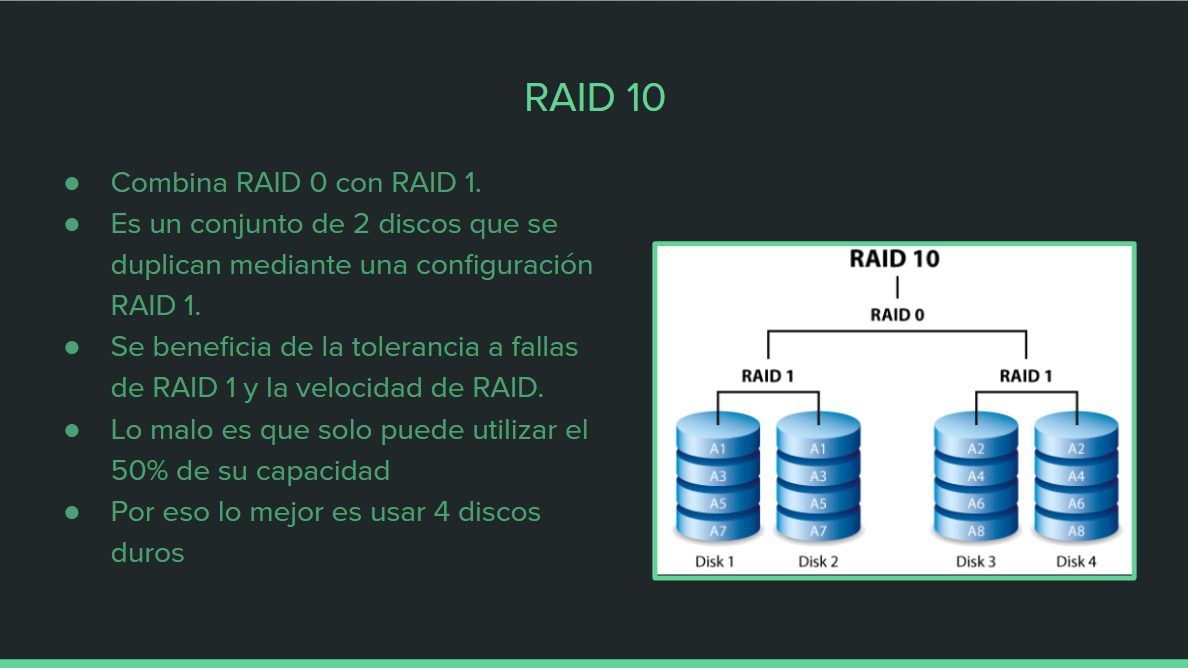 RAID 10
● Combina RAID 0 con RAID 1.
● Es un conjunto de 2 discos que se
duplican mediante una configuración
RAID 1.
● Se beneficia de la tolerancia a fallas
de RAID 1 y la velocidad de RAID.
● Lo malo es que solo puede utilizar el
50% de su capacidad
● Por eso lo mejor es usar 4 discos
duros
RAID 10
RAID 0
RAID 1 RAID 1
A1 A1 A2 A2
A3 A3 A4 A4
A5 A5 A6 A6
A7 A7 A8 A8
Disk 1 Disk 2 Disk 3 Disk 4